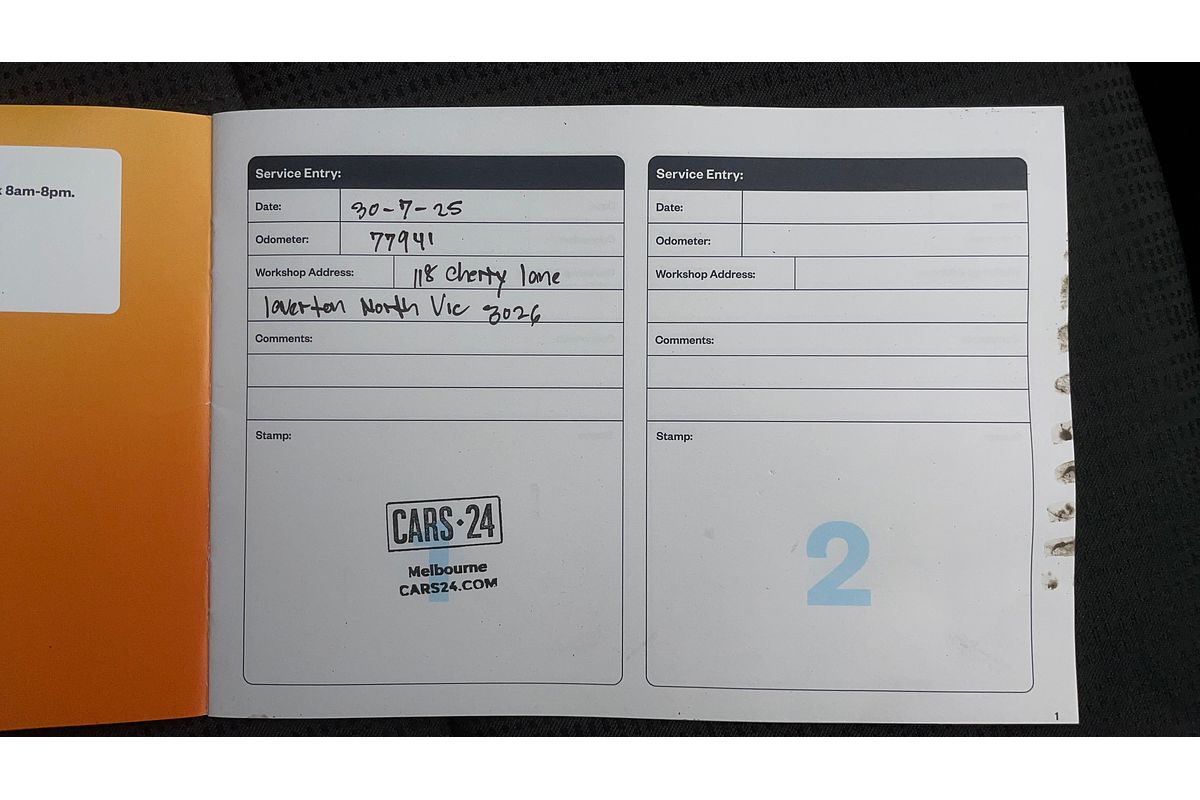 8am-8pm.
Service Entry:
Date: 30-7-25
Odometer: 77941
Workshop Address: 118 Cherry lane
laverton North Vic 3026
Comments:
Stamp:
CARS·24
1
Melbourne
CARS24.COM
Service Entry:
Date:
Odometer:
Workshop Address:
Comments:
Stamp:
2
1